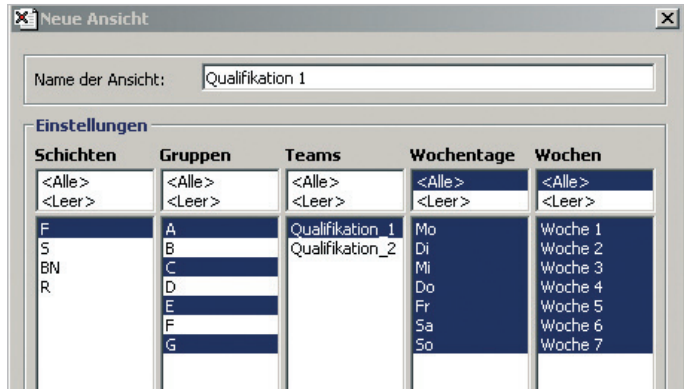 Neue Ansicht
Name der Ansicht: Qualifikation 1
Einstellungen
Schichten Gruppen Teams Wochentage Wochen
<Alle> <Alle> <Alle> <Alle> <Alle>
<Leer> <Leer> <Leer> <Leer> <Leer>
F A Qualifikation_1 Mo Woche 1
S B Qualifikation_2 Di Woche 2
BN C Mi Woche 3
R D Do Woche 4
E Fr Woche 5
F Sa Woche 6
G So Woche 7